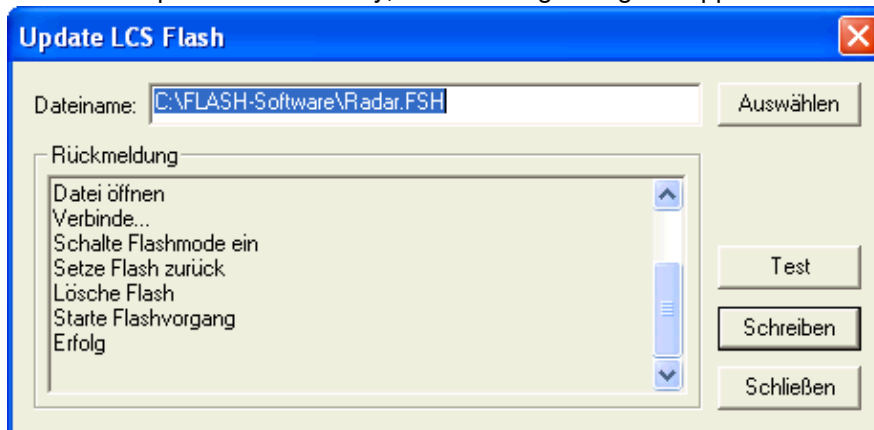 Update LCS Flash
Dateiname: C:\FLASH-Software\Radar.FSH Auswählen
Rückmeldung
Datei öffnen
Verbinde...
Schalte Flashmode ein
Setze Flash zurück
Lösche Flash
Starte Flashvorgang
Erfolg
Test
Schreiben
Schließen